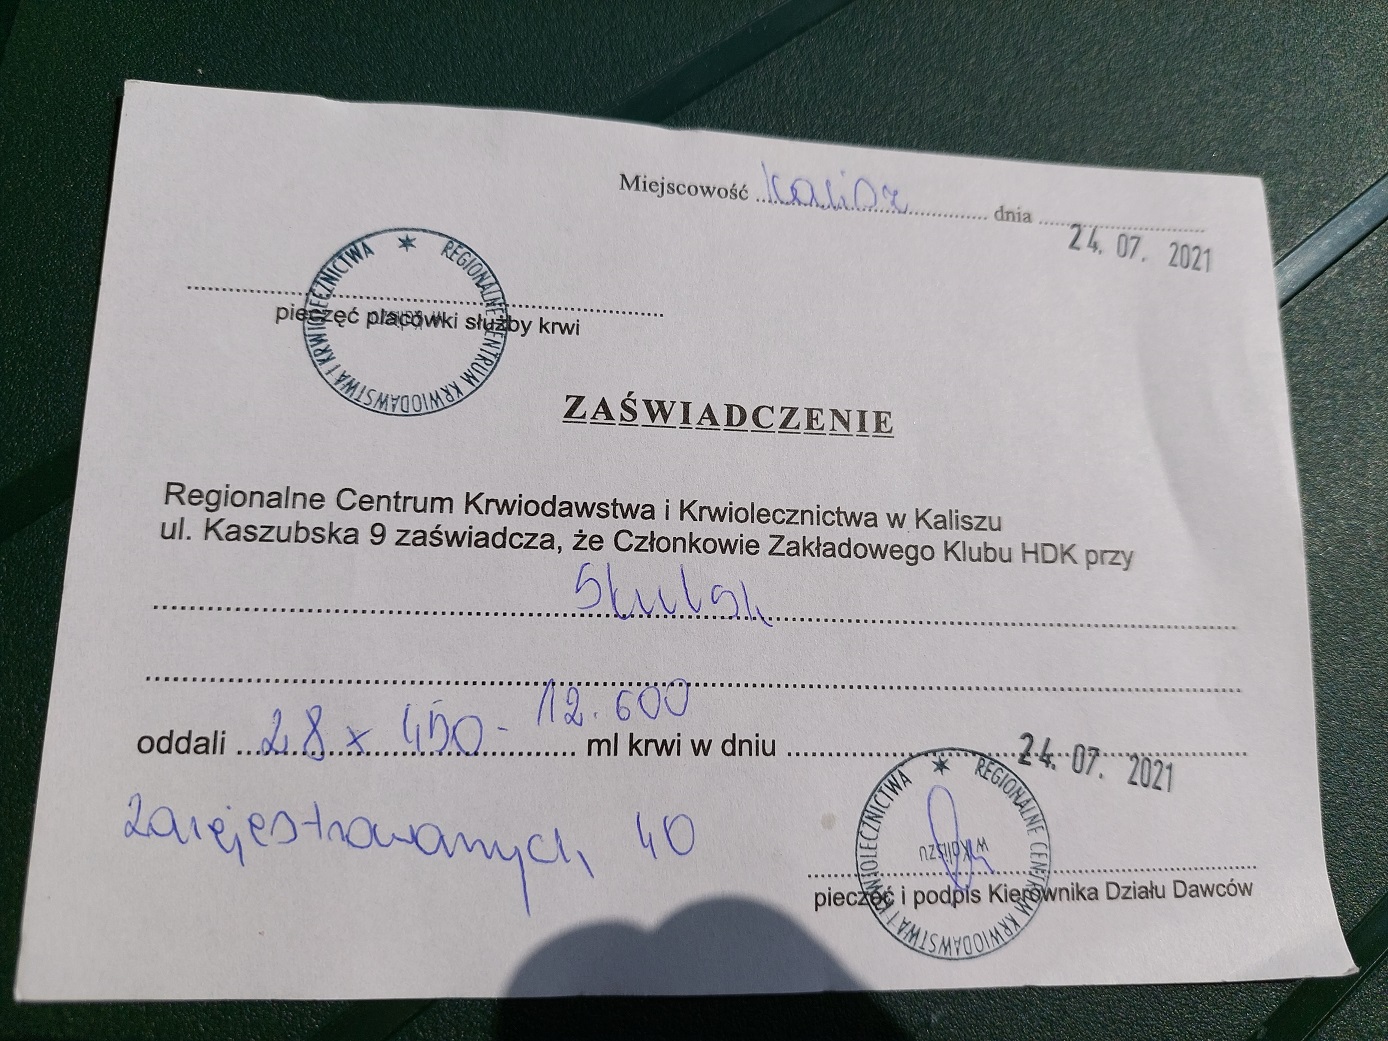 Miejscowość Kalisz dnia
24. 07. 2021
REGIONALNE CENTRUM KRWIODAWSTWA I KRWIOLECZNICTWA
pieczęć placówki służby krwi
ZAŚWIADCZENIE
Regionalne Centrum Krwiodawstwa i Krwiolecznictwa w Kaliszu
ul. Kaszubska 9 zaświadcza, że Członkowie Zakładowego Klubu HDK przy
Skulsk
oddali 28 x 450 - 12.600 ml krwi w dniu 24. 07. 2021
zarejestrowanych 40
REGIONALNE CENTRUM KRWIODAWSTWA I KRWIOLECZNICTWA
w Kaliszu
pieczęć i podpis Kierownika Działu Dawców